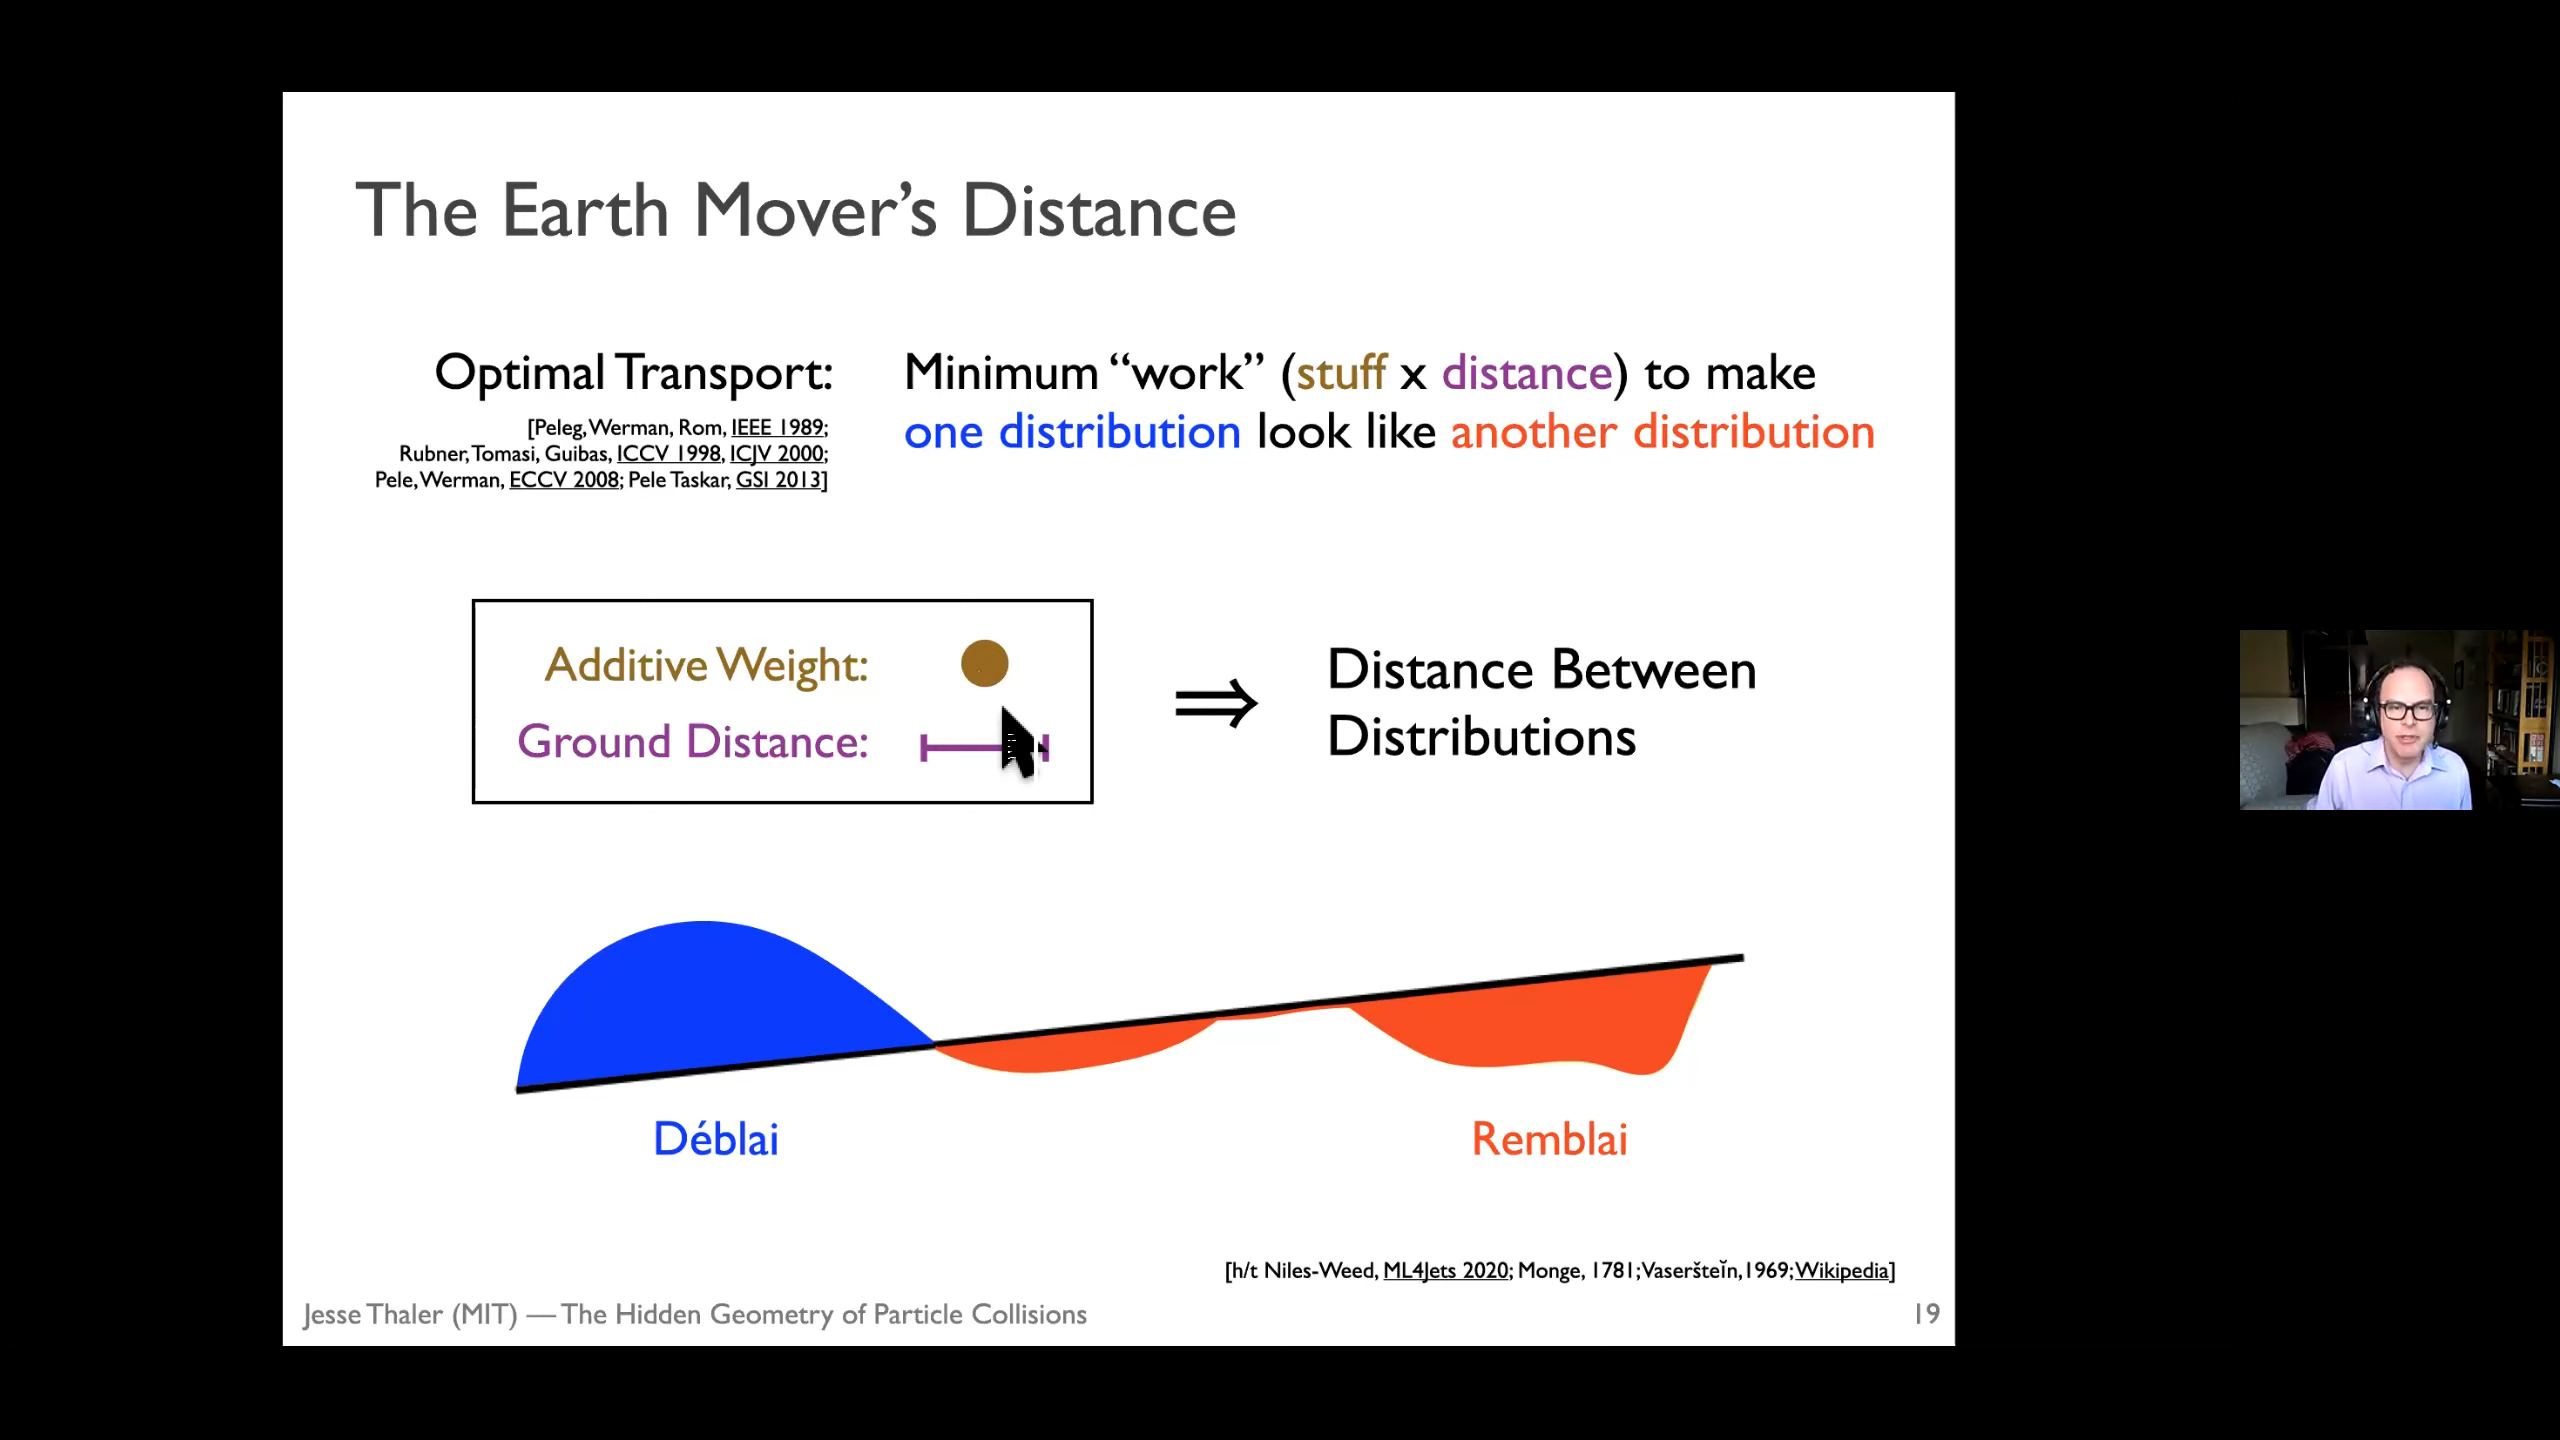 The Earth Mover’s Distance
Optimal Transport:
[Peleg, Werman, Rom, IEEE 1989;
Rubner, Tomasi, Guibas, ICCV 1998, ICJV 2000;
Pele, Werman, ECCV 2008; Pele Taskar, GSI 2013]
Minimum “work” (stuff x distance) to make
one distribution look like another distribution
Additive Weight:
Ground Distance:
⇒
Distance Between
Distributions
Déblai
Remblai
[h/t Niles-Weed, ML4Jets 2020; Monge, 1781; Vaseršteĭn, 1969; Wikipedia]
Jesse Thaler (MIT) — The Hidden Geometry of Particle Collisions
19